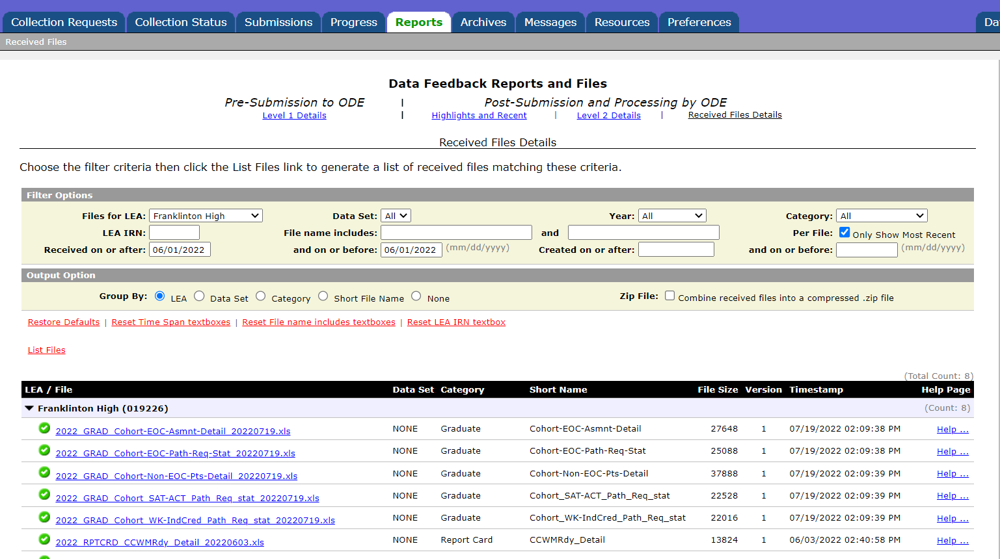 Collection Requests Collection Status Submissions Progress Reports Archives Messages Resources Preferences Da
Received Files
Data Feedback Reports and Files
Pre-Submission to ODE | Post-Submission and Processing by ODE
Level 1 Details | Highlights and Recent | Level 2 Details | Received Files Details
Received Files Details
Choose the filter criteria then click the List Files link to generate a list of received files matching these criteria.
Filter Options
Files for LEA: Franklinton High Data Set: All Year: All Category: All
LEA IRN: File name includes: and Per File: Only Show Most Recent
Received on or after: 06/01/2022 and on or before: 06/01/2022 (mm/dd/yyyy) Created on or after: and on or before: (mm/dd/yyyy)
Output Option
Group By: LEA Data Set Category Short File Name None Zip File: Combine received files into a compressed .zip file
Restore Defaults | Reset Time Span textboxes | Reset File name includes textboxes | Reset LEA IRN textbox
List Files
(Total Count: 8)
LEA / File Data Set Category Short Name File Size Version Timestamp Help Page
Franklinton High (019226) (Count: 8)
2022_GRAD_Cohort-EOC-Asmnt-Detail_20220719.xls NONE Graduate Cohort-EOC-Asmnt-Detail 27648 1 07/19/2022 02:09:38 PM Help ...
2022_GRAD_Cohort-EOC-Path-Req-Stat_20220719.xls NONE Graduate Cohort-EOC-Path-Req-Stat 25088 1 07/19/2022 02:09:38 PM Help ...
2022_GRAD_Cohort-Non-EOC-Pts-Detail_20220719.xls NONE Graduate Cohort-Non-EOC-Pts-Detail 37888 1 07/19/2022 02:09:39 PM Help ...
2022_GRAD_Cohort_SAT-ACT_Path_Req_stat_20220719.xls NONE Graduate Cohort_SAT-ACT_Path_Req_stat 22528 1 07/19/2022 02:09:39 PM Help ...
2022_GRAD_Cohort_WK-IndCred_Path_Req_stat_20220719.xls NONE Graduate Cohort_WK-IndCred_Path_Req_stat 22016 1 07/19/2022 02:09:39 PM Help ...
2022_RPTCRD_CCWMRdy_Detail_20220603.xls NONE Report Card CCWMRdy_Detail 13824 1 06/03/2022 02:40:58 PM Help ...